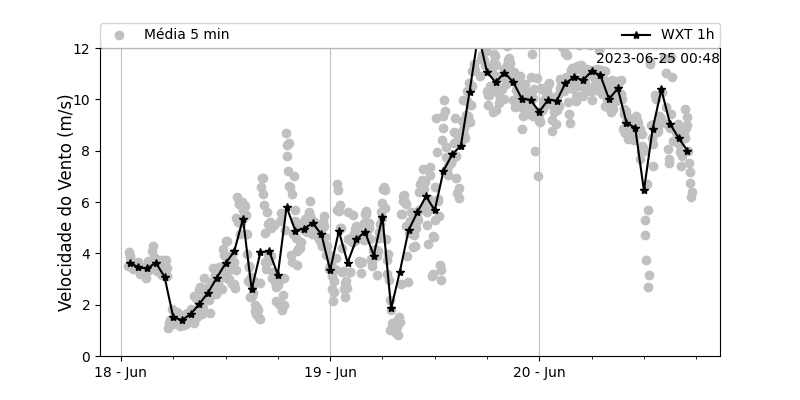 Média 5 min
WXT 1h
2023-06-25 00:48
Velocidade do Vento (m/s)
12
10
8
6
4
2
0
18 - Jun
19 - Jun
20 - Jun